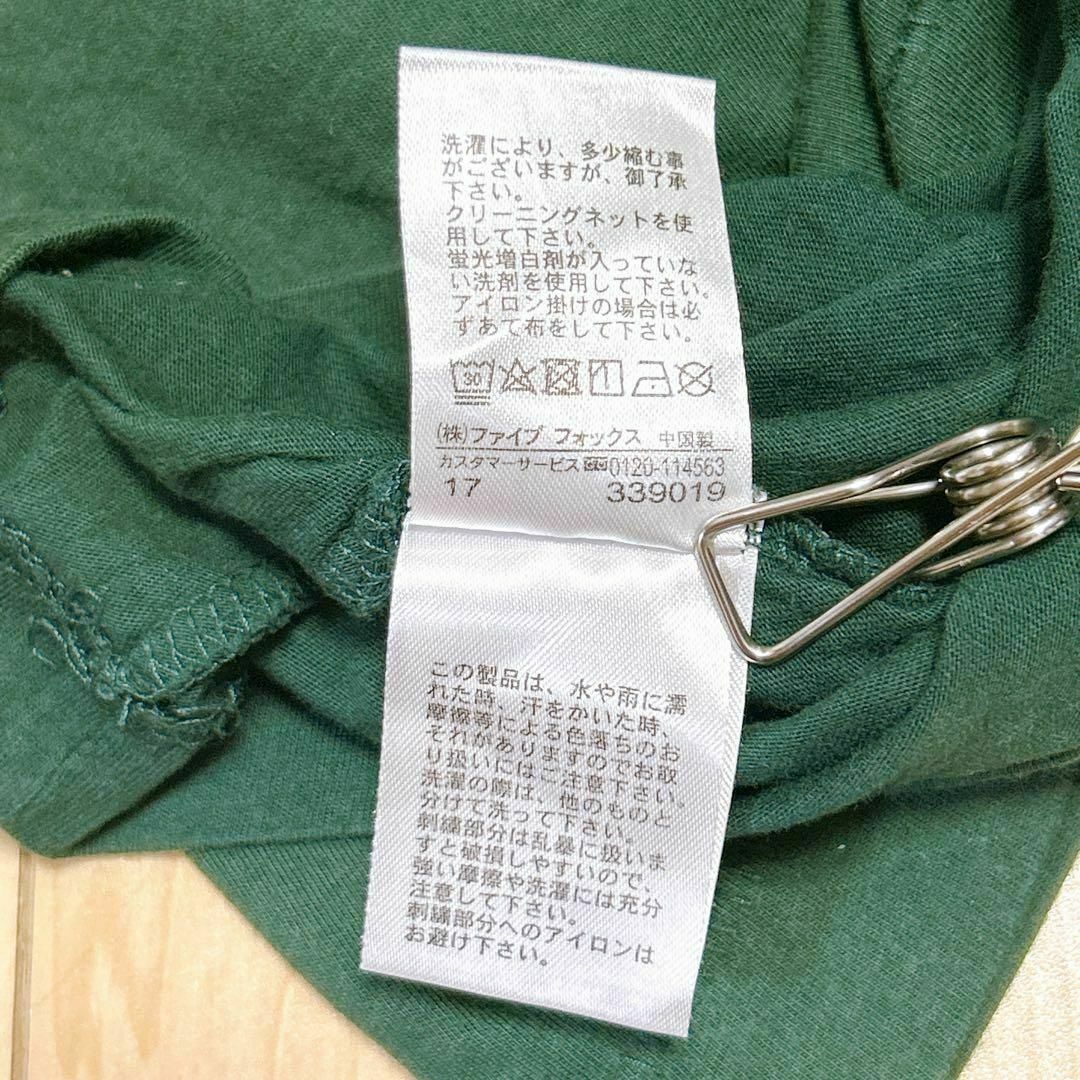 洗濯により、多少縮む事
がございますが、御了承
下さい。
クリーニングネットを使
用して下さい。
蛍光増白剤が入っていな
い洗剤を使用して下さい。
アイロン掛けの場合は必
ずあて布をして下さい。
30
(株)ファイブ フォックス 中国製
カスタマーサービス 0120-114563
17 339019
この製品は、水や雨に濡
れた時、汗をかいた時、
摩擦等による色落ちのお
それがありますのでお取
り扱いにはご注意下さい。
洗濯の際は、他のものと
分けて洗って下さい。
刺繍部分は乱暴に扱いま
すと破損しやすいので、
強い摩擦や洗濯には充分
注意して下さい。
刺繍部分へのアイロンは
お避け下さい。